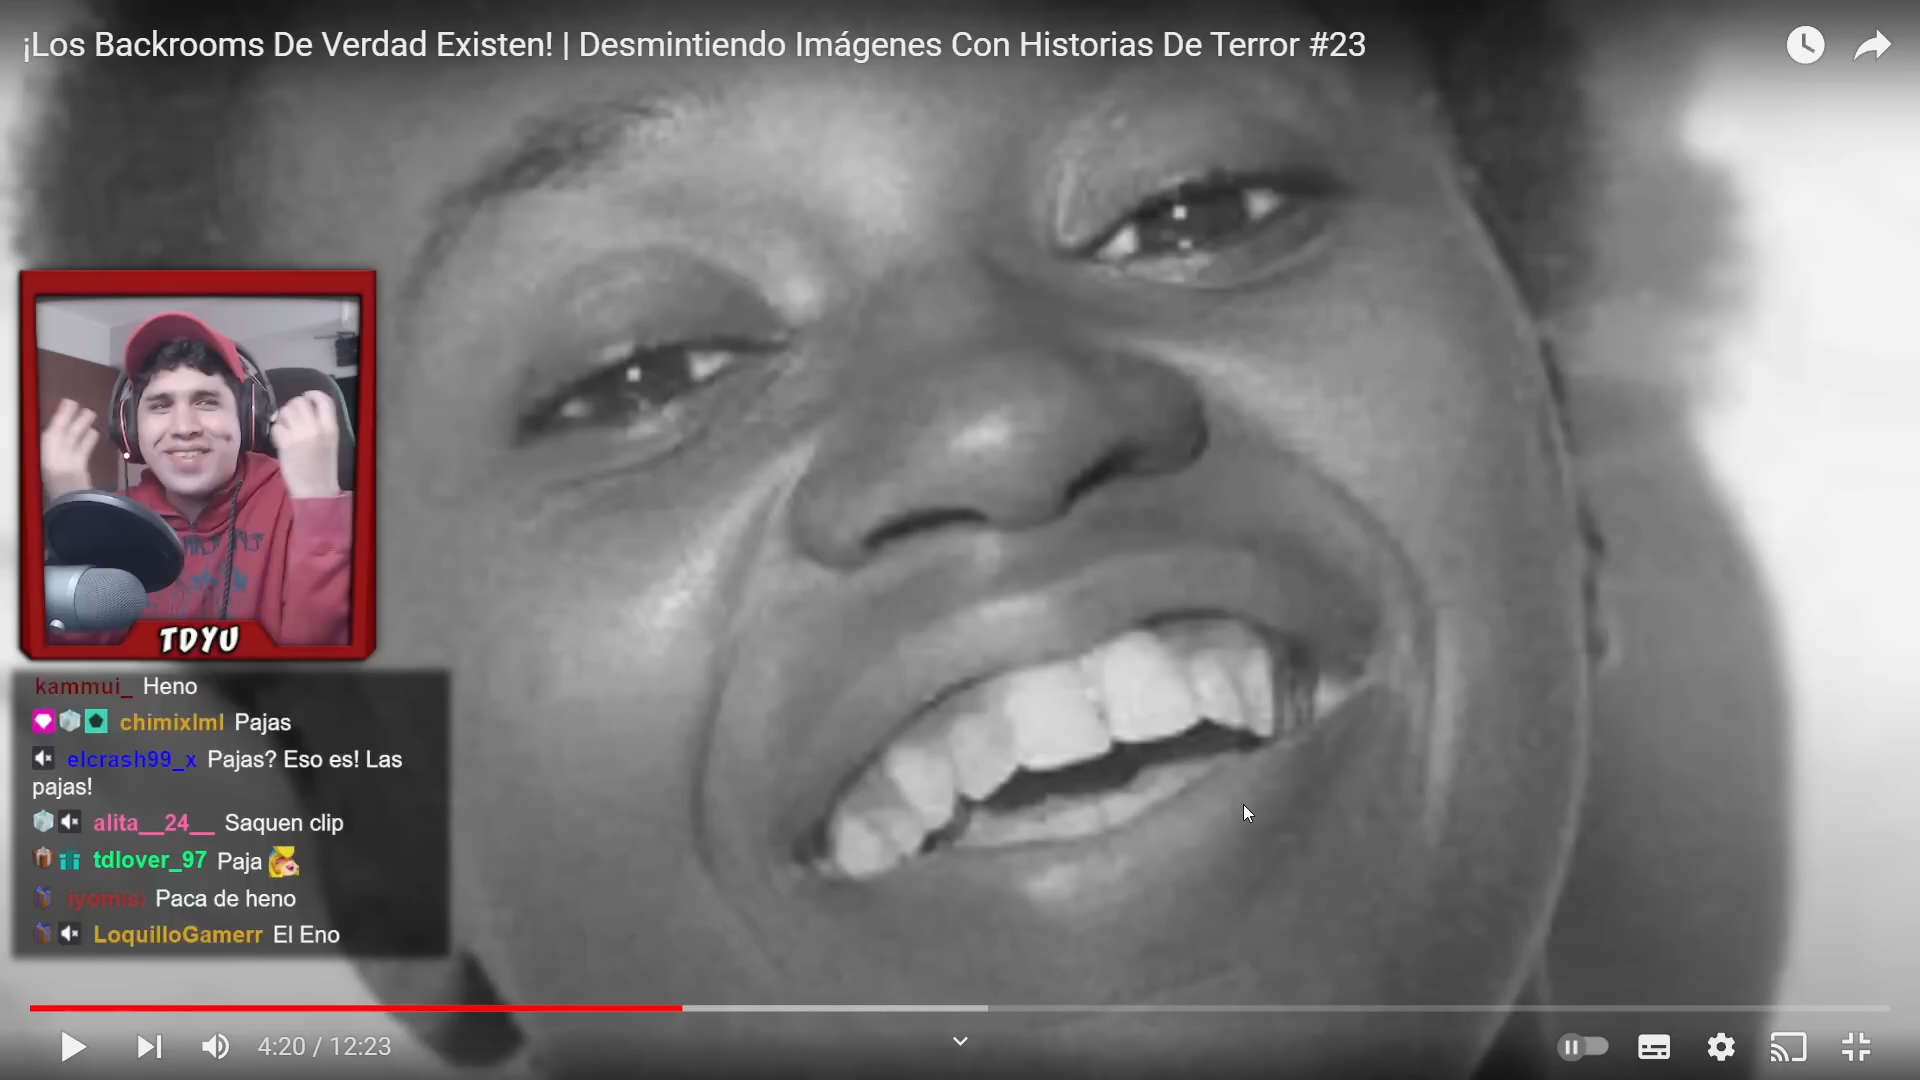 ¡Los Backrooms De Verdad Existen! | Desmintiendo Imágenes Con Historias De Terror #23
TDYU
kammui_ Heno
chimixlml Pajas
elcrash99_x Pajas? Eso es! Las
pajas!
alita__24__ Saquen clip
tdlover_97 Paja
iyomisi Paca de heno
LoquilloGamerr El Eno
4:20 / 12:23